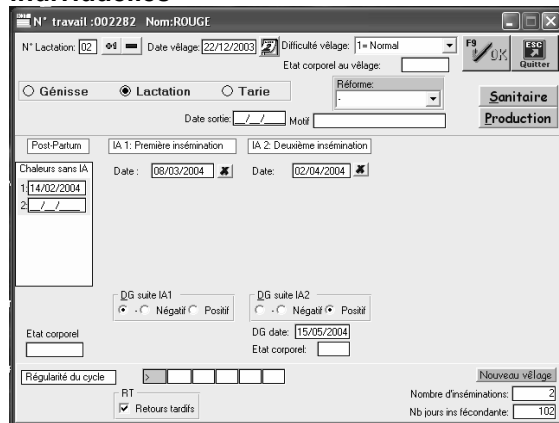 N° travail :002282 Nom:ROUGE
N° Lactation: 02 Date vêlage: 22/12/2003 Difficulté vêlage: 1= Normal F9 OK ESC Quitter
Etat corporel au vêlage:
Génisse Lactation Tarie Réforme: -
Sanitaire
Date sortie: _/_/_ Motif Production
Post-Partum IA 1: Première insémination IA 2: Deuxième insémination
Chaleurs sans IA Date : 08/03/2004 Date: 02/04/2004
1: 14/02/2004
2: _/_/_
DG suite IA1 DG suite IA2
- Négatif Positif - Négatif Positif
Etat corporel DG date: 15/05/2004
Etat corporel:
Régularité du cycle > Nouveau vêlage
RT Nombre d'inséminations: 2
Retours tardifs Nb jours ins fécondante: 102